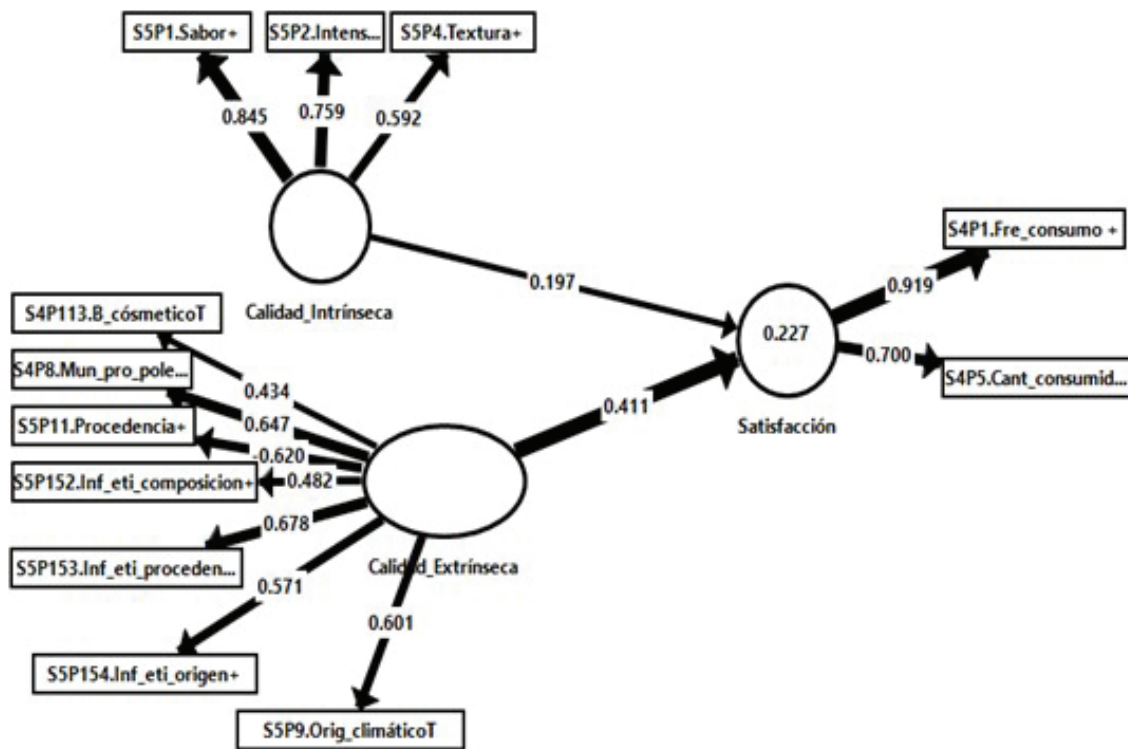 S5P1.Sabor+
S5P2.Intens...
S5P4.Textura+
0.845
0.759
0.592
Calidad_Intrínseca
0.197
S4P1.Fre_consumo +
0.919
0.227
0.700
S4P5.Cant_consumid...
Satisfacción
0.411
S4P113.B_cósmeticoT
0.434
S4P8.Mun_pro_pole...
0.647
S5P11.Procedencia+
-0.620
S5P152.Inf_eti_composicion+
0.482
0.678
S5P153.Inf_eti_proceden...
Calidad_Extrínseca
0.571
0.601
S5P154.Inf_eti_origen+
S5P9.Orig_climáticoT